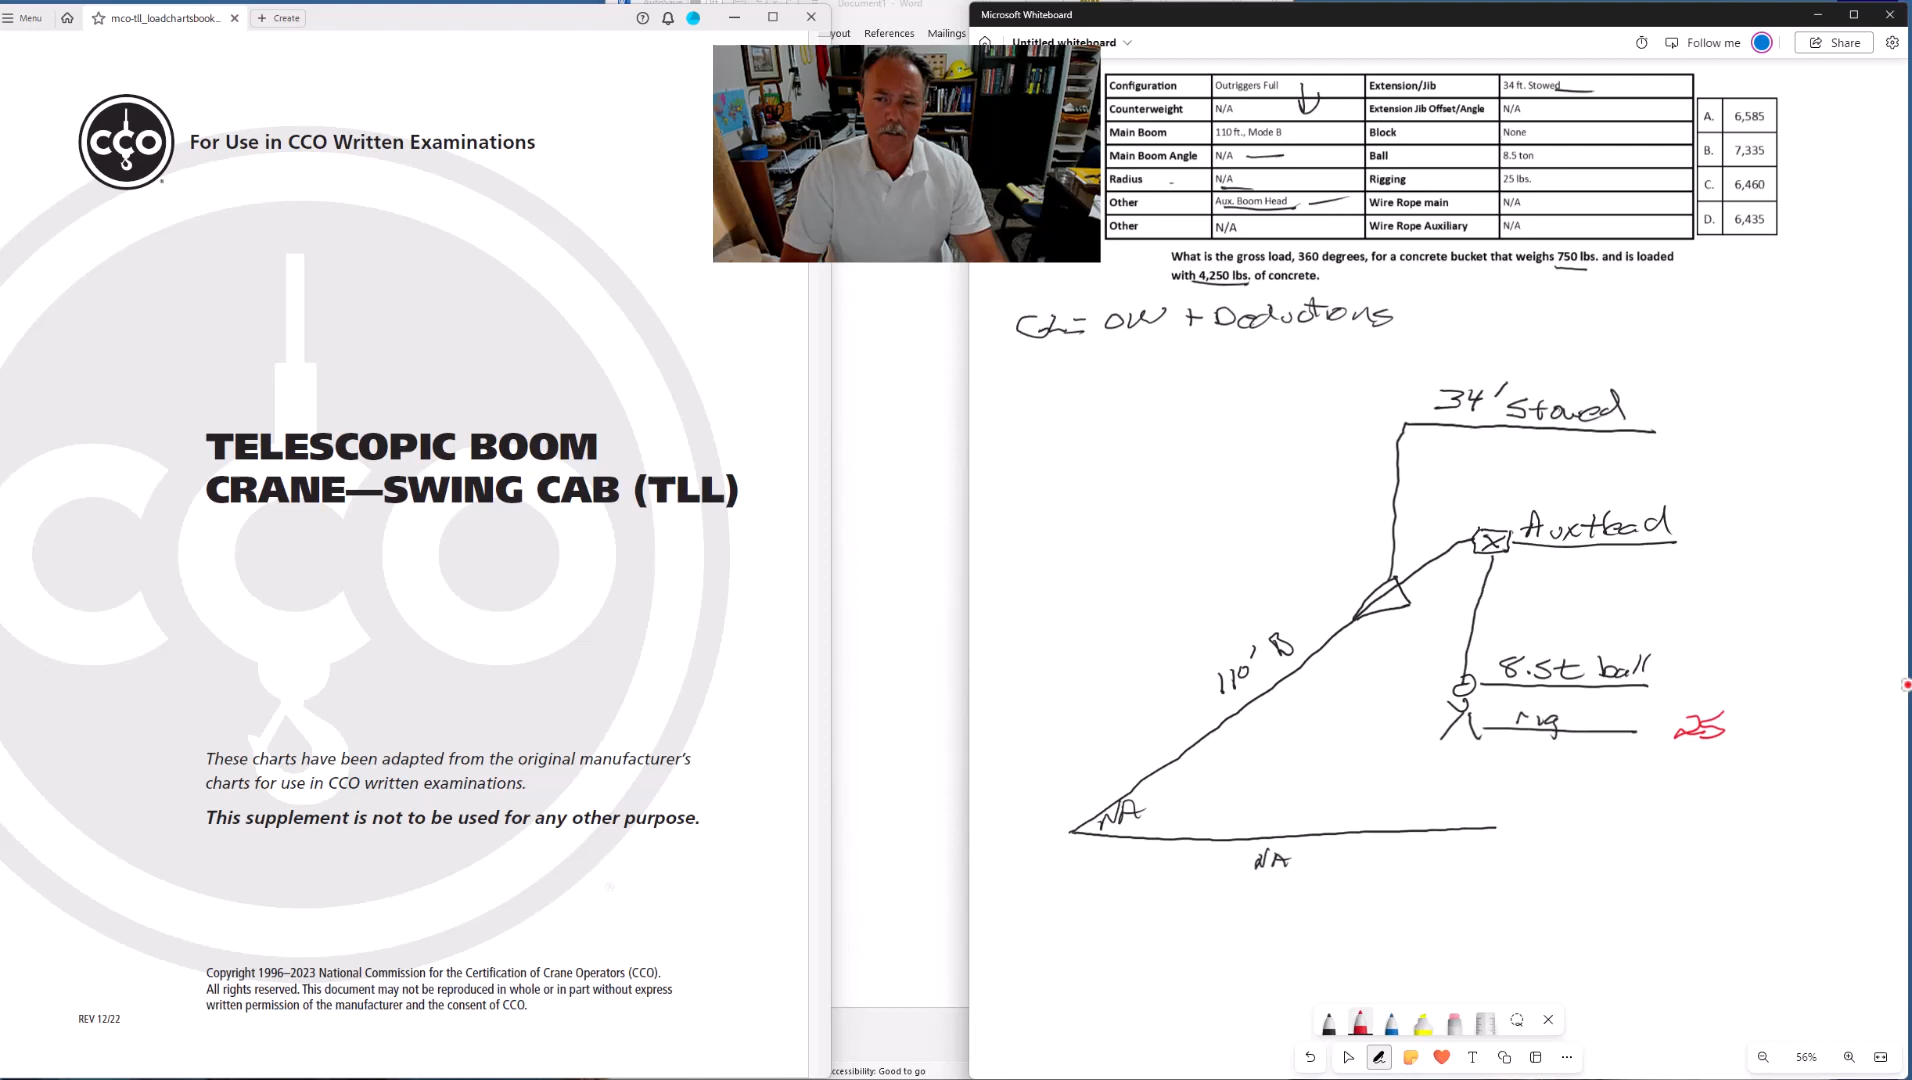 Menu
mco-tll_loadchartsbook...
Create
Document1 - Word
yout References Mailings
Microsoft Whiteboard
Untitled whiteboard
Follow me
Share
For Use in CCO Written Examinations
CCO
TELESCOPIC BOOM
CRANE—SWING CAB (TLL)
These charts have been adapted from the original manufacturer's
charts for use in CCO written examinations.
This supplement is not to be used for any other purpose.
Copyright 1996–2023 National Commission for the Certification of Crane Operators (CCO).
All rights reserved. This document may not be reproduced in whole or in part without express
written permission of the manufacturer and the consent of CCO.
REV 12/22
Configuration Outriggers Full Extension/Jib 34 ft. Stowed
Counterweight N/A Extension Jib Offset/Angle N/A
Main Boom 110 ft., Mode B Block None
Main Boom Angle N/A Ball 8.5 ton
Radius N/A Rigging 25 lbs.
Other Aux. Boom Head Wire Rope main N/A
Other N/A Wire Rope Auxiliary N/A
A. 6,585
B. 7,335
C. 6,460
D. 6,435
What is the gross load, 360 degrees, for a concrete bucket that weighs 750 lbs. and is loaded
with 4,250 lbs. of concrete.
GL = OW + Deductions
34' Stowed
Aux Head
110' B
8.5t ball
rig 25
NA
NA
ccessibility: Good to go
T
56%